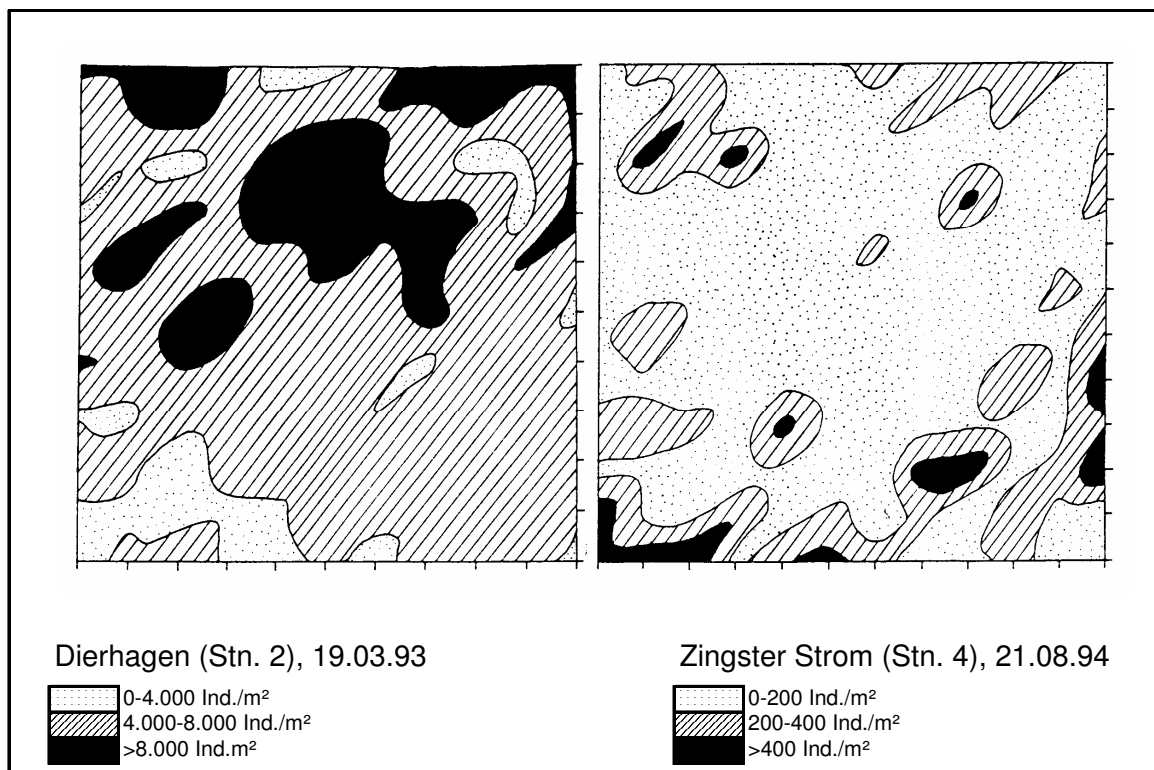 Dierhagen (Stn. 2), 19.03.93
0-4.000 Ind./m²
4.000-8.000 Ind./m²
>8.000 Ind.m²
Zingster Strom (Stn. 4), 21.08.94
0-200 Ind./m²
200-400 Ind./m²
>400 Ind./m²